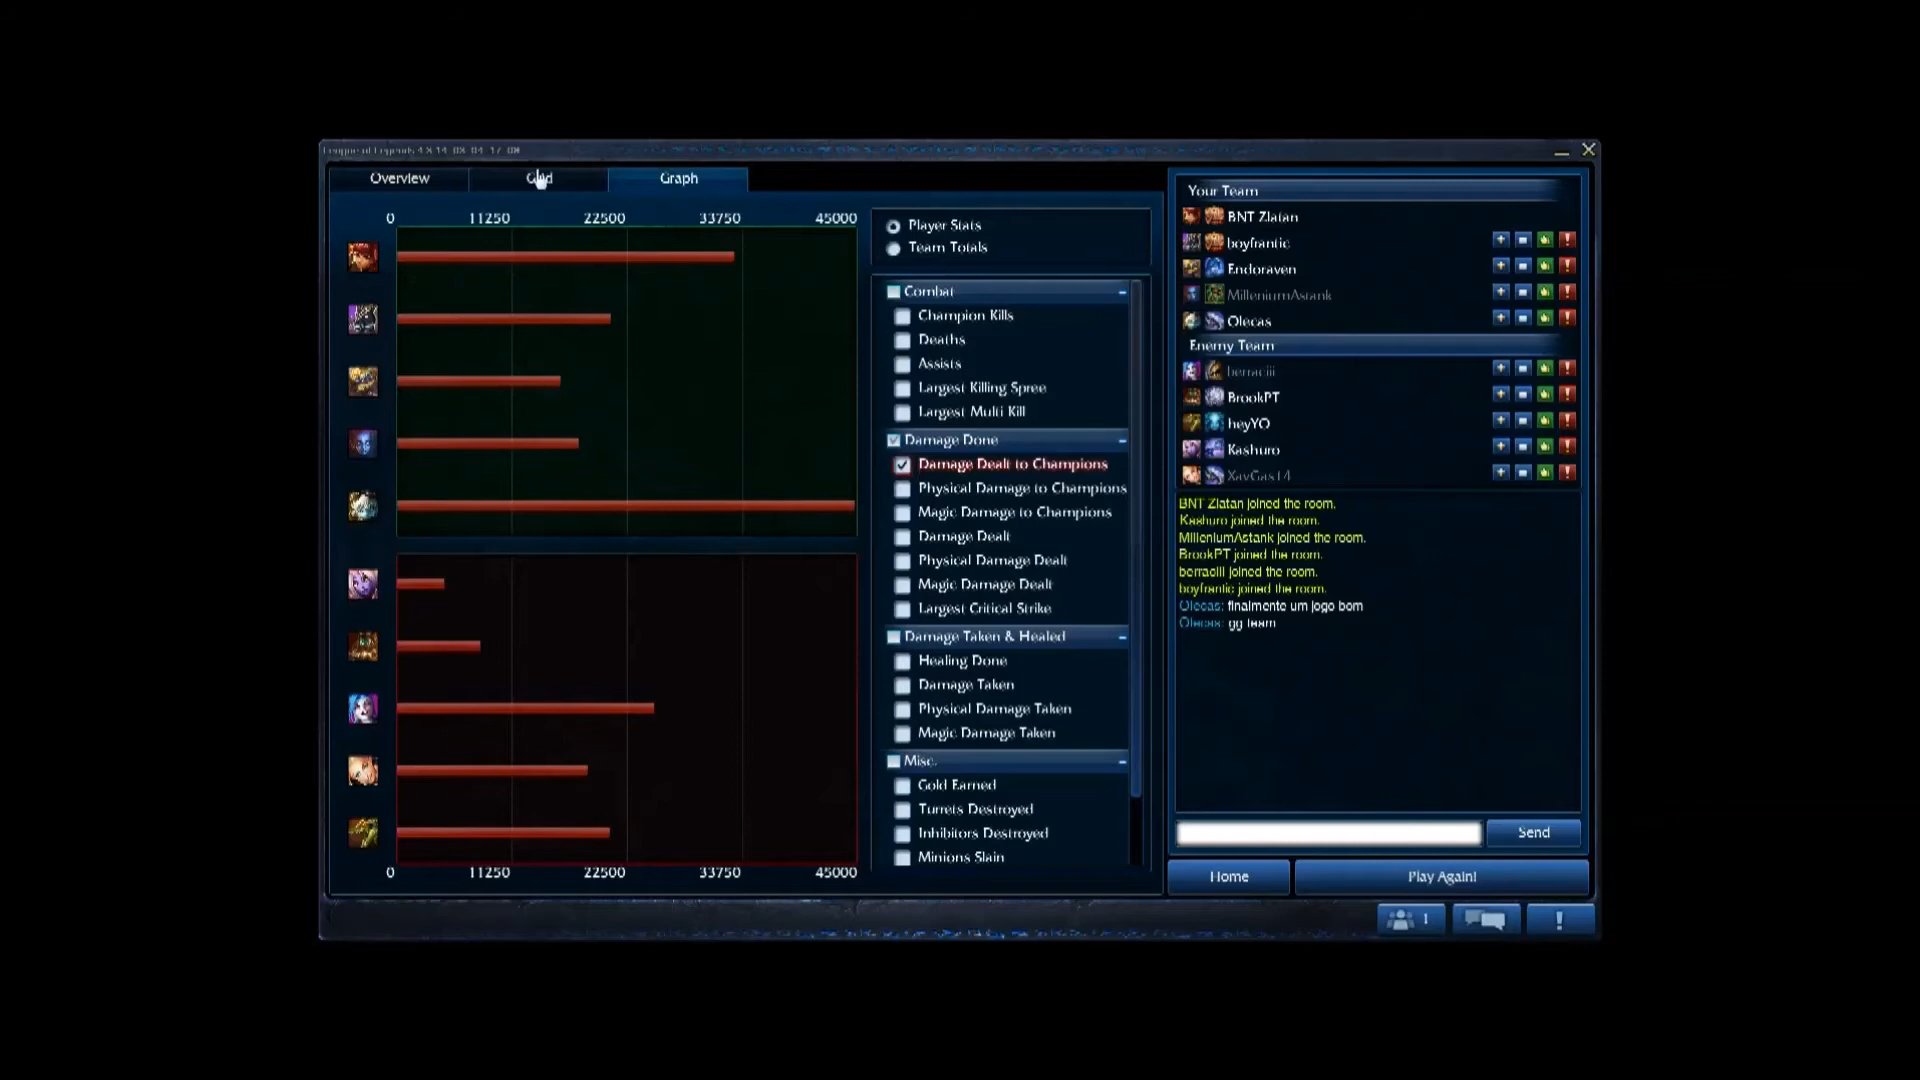 Overview
Graph
0 11250 22500 33750 45000
0 11250 22500 33750 45000
Player Stats
Team Totals
Combat
Champion Kills
Deaths
Assists
Largest Killing Spree
Largest Multi Kill
Damage Done
Damage Dealt to Champions
Physical Damage to Champions
Magic Damage to Champions
Damage Dealt
Physical Damage Dealt
Magic Damage Dealt
Largest Critical Strike
Damage Taken & Healed
Healing Done
Damage Taken
Physical Damage Taken
Magic Damage Taken
Misc.
Gold Earned
Turrets Destroyed
Inhibitors Destroyed
Minions Slain
Your Team
BNT Zlatan
boyfrantic
Endoraven
MilleniumAstank
Olecas
Enemy Team
BrookPT
heyYO
Kashuro
BNT Zlatan joined the room.
Kashuro joined the room.
MilleniumAstank joined the room.
BrookPT joined the room.
joined the room.
boyfrantic joined the room.
Olecas: finalmente um jogo bom
Olecas: gg team
Send
Home
Play Again!
1